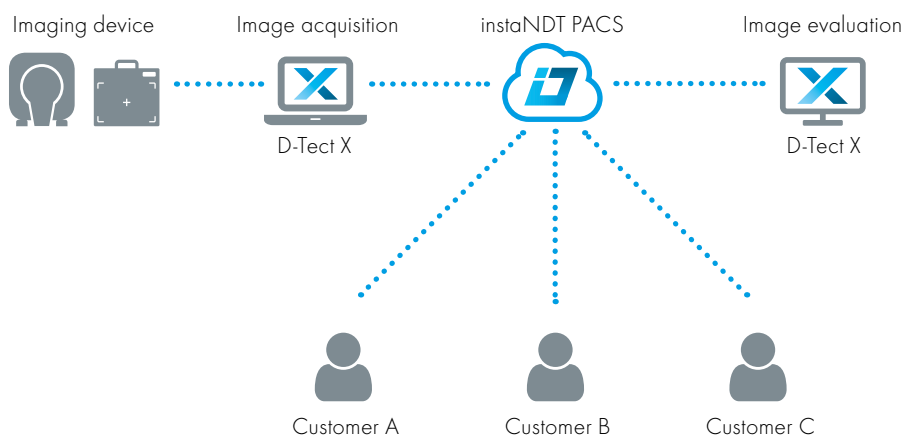 Imaging device
Image acquisition
instaNDT PACS
Image evaluation
D-Tect X
D-Tect X
Customer A
Customer B
Customer C